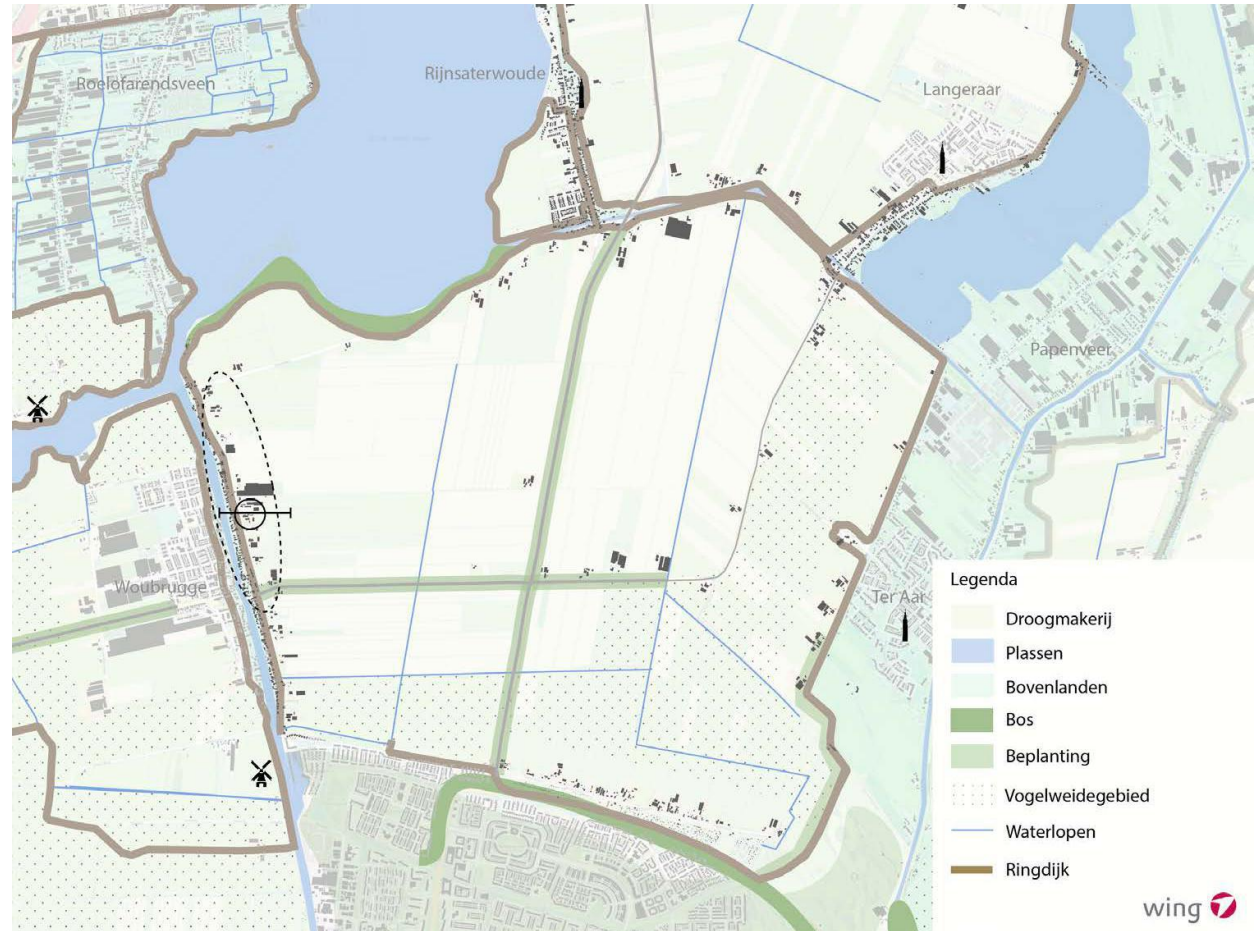 Roelofarendsveen
Rijnsaterwoude
Langeraar
Papenveer
Woubrugge
Ter Aar
Legenda
Droogmakerij
Plassen
Bovenlanden
Bos
Beplanting
Vogelweidegebied
Waterlopen
Ringdijk
wing